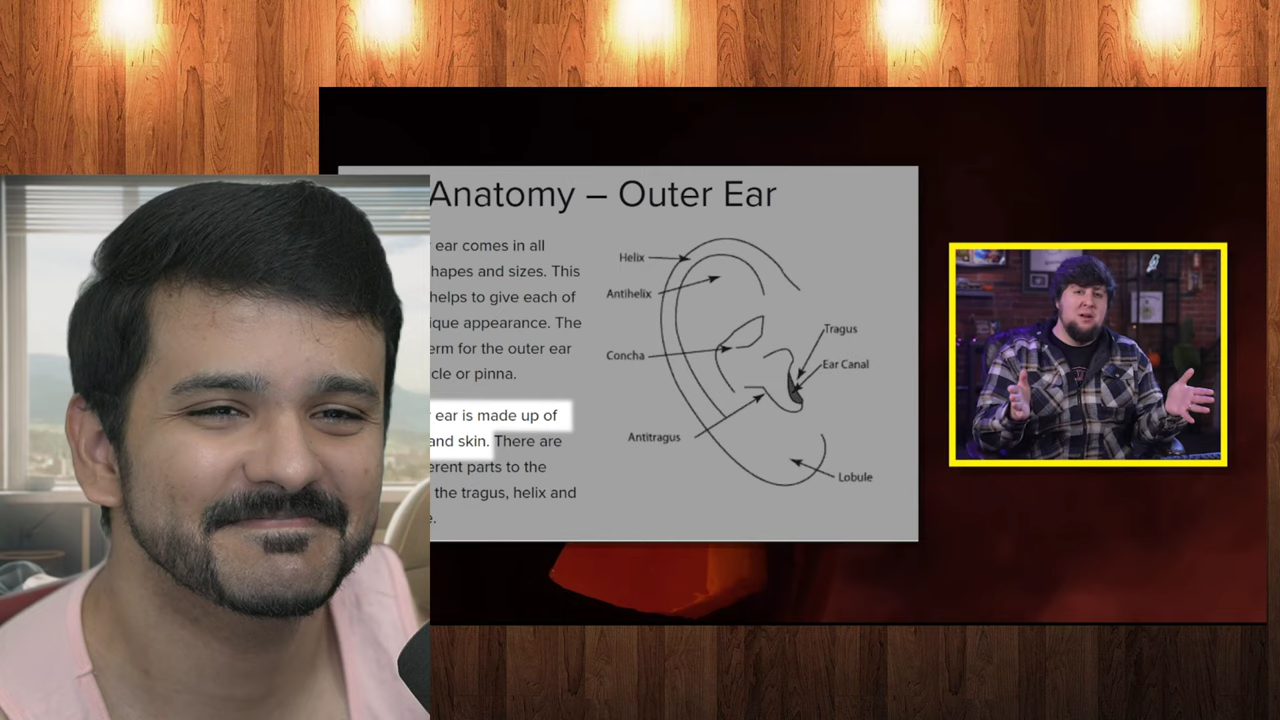 Anatomy – Outer Ear
ear comes in all
hapes and sizes. This
helps to give each of
ique appearance. The
erm for the outer ear
cle or pinna.
ear is made up of
and skin. There are
erent parts to the
the tragus, helix and
e.
Helix
Antihelix
Concha
Antitragus
Tragus
Ear Canal
Lobule